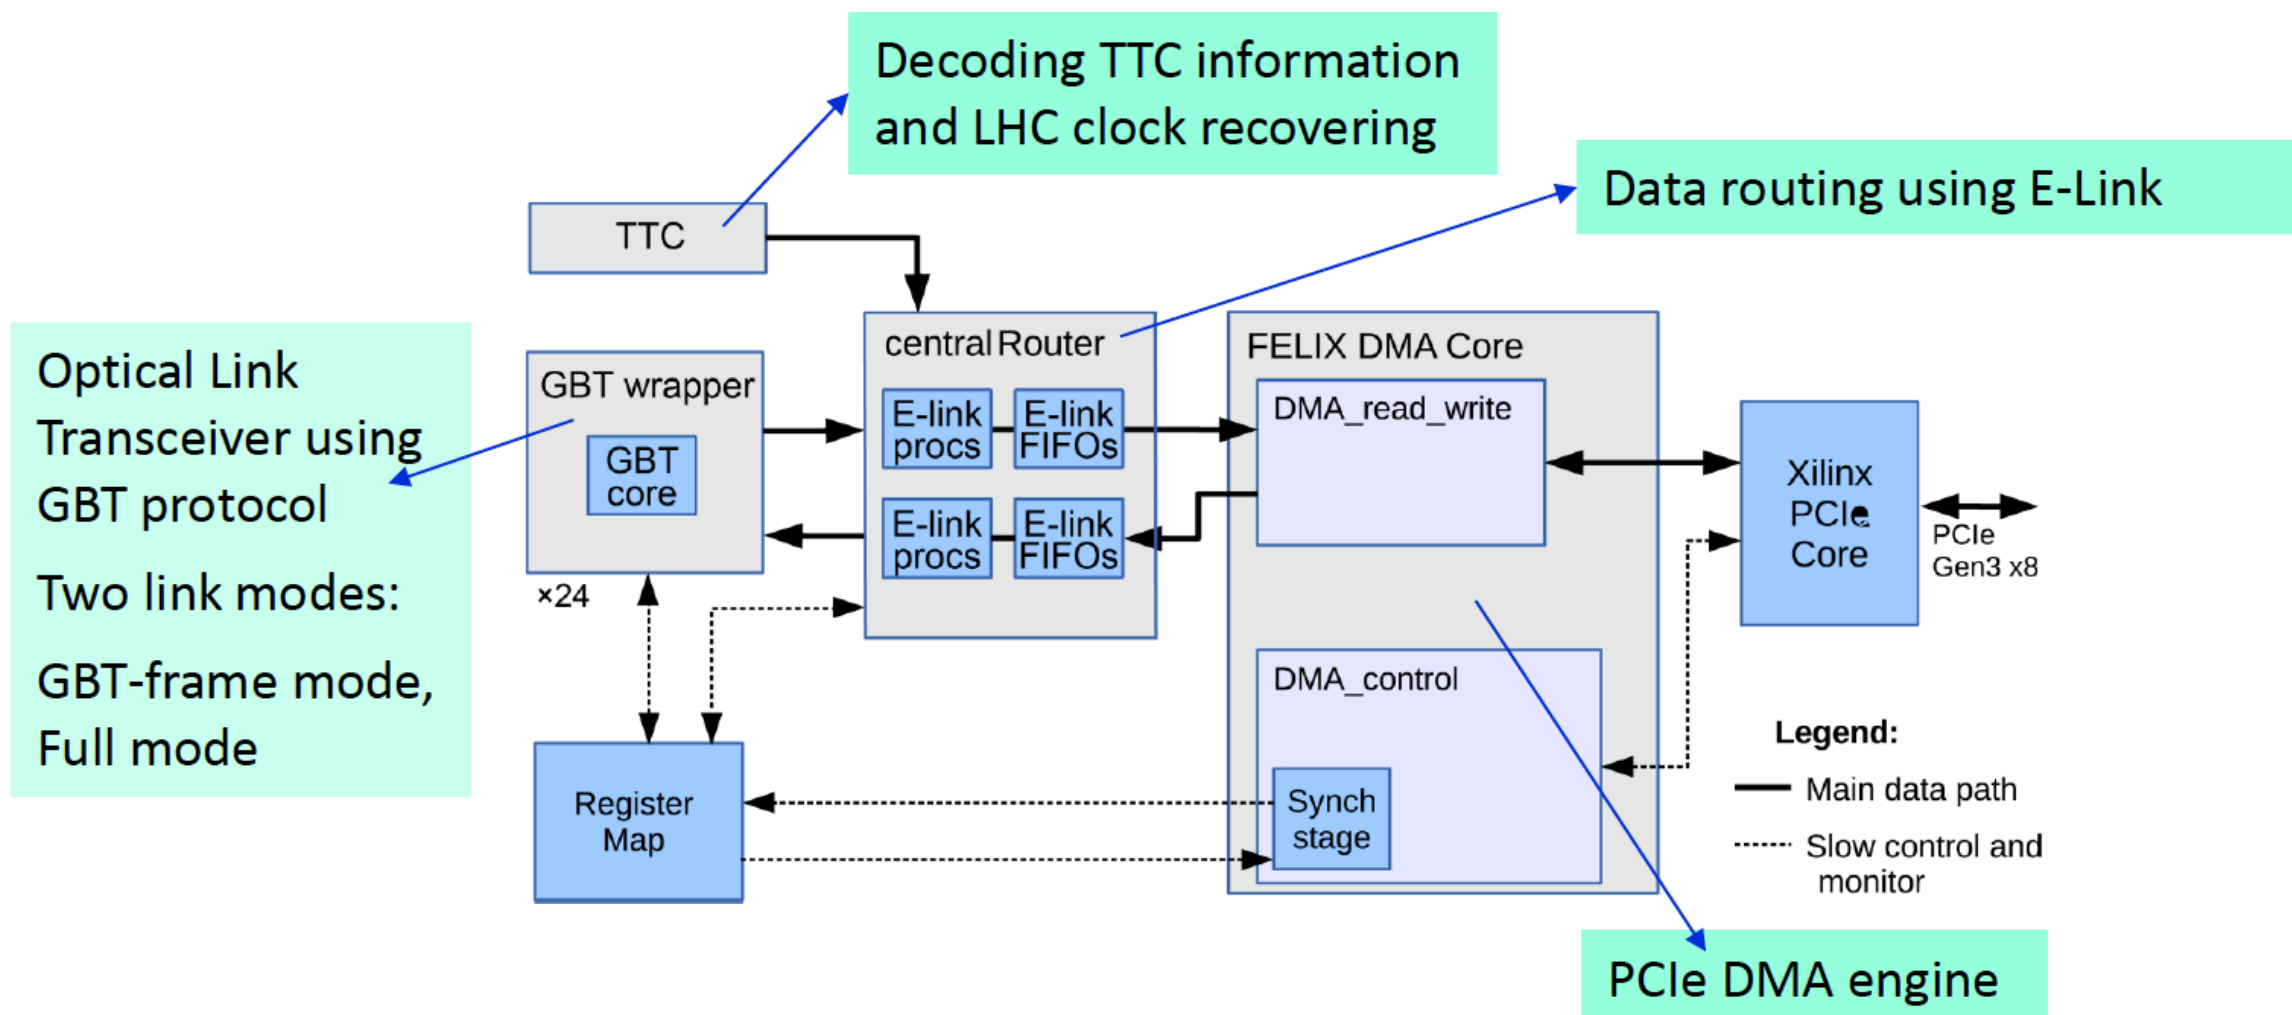 Decoding TTC information
and LHC clock recovering
Data routing using E-Link
TTC
Optical Link
Transceiver using
GBT protocol
Two link modes:
GBT-frame mode,
Full mode
GBT wrapper
GBT
core
×24
central Router
E-link
procs
E-link
FIFOs
E-link
procs
E-link
FIFOs
FELIX DMA Core
DMA_read_write
DMA_control
Synch
stage
Register
Map
Xilinx
PCIe
Core
PCIe
Gen3 x8
Legend:
Main data path
Slow control and
monitor
PCIe DMA engine